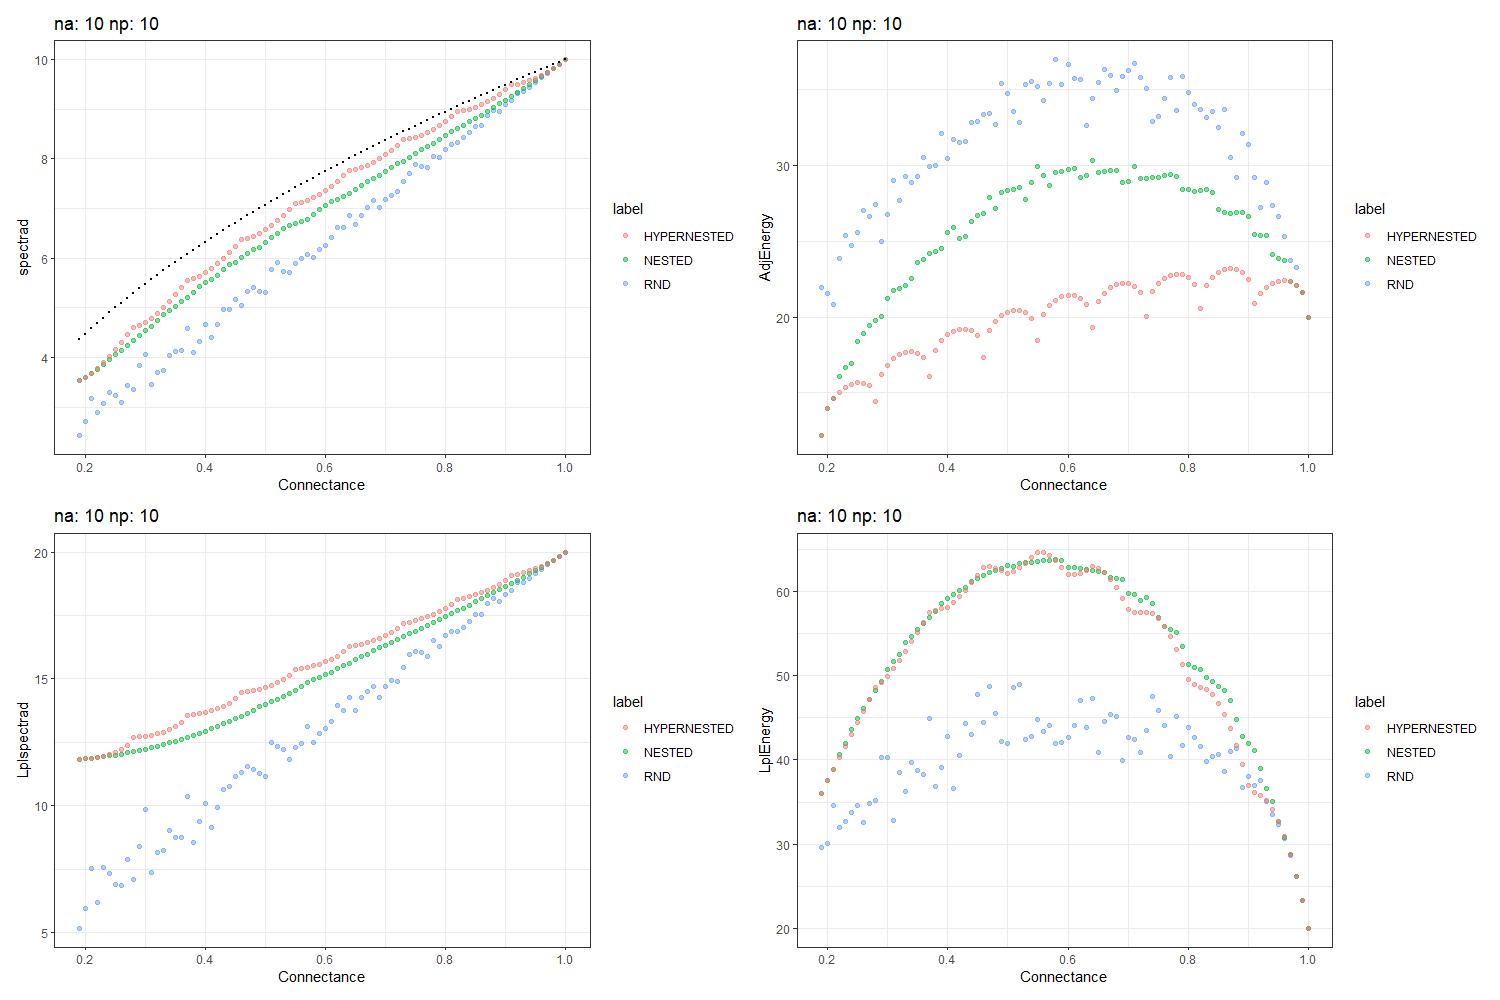 na: 10 np: 10
spectrad
10
8
6
4
0.2 0.4 0.6 0.8 1.0
Connectance
label
HYPERNESTED
NESTED
RND
na: 10 np: 10
AdjEnergy
30
20
0.2 0.4 0.6 0.8 1.0
Connectance
label
HYPERNESTED
NESTED
RND
na: 10 np: 10
Lplspectrad
20
15
10
5
0.2 0.4 0.6 0.8 1.0
Connectance
label
HYPERNESTED
NESTED
RND
na: 10 np: 10
LplEnergy
60
50
40
30
20
0.2 0.4 0.6 0.8 1.0
Connectance
label
HYPERNESTED
NESTED
RND